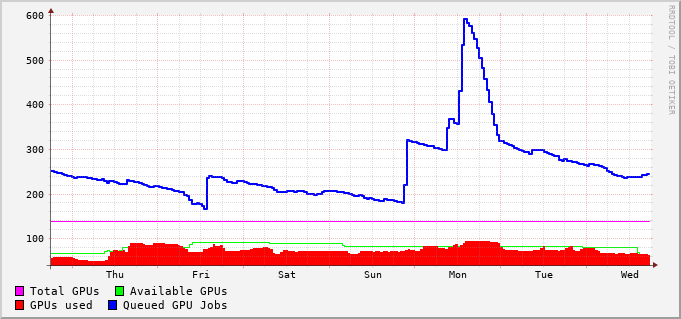 600
500
400
300
200
100
Thu Fri Sat Sun Mon Tue Wed
Total GPUs Available GPUs
GPUs used Queued GPU Jobs
RRDTOOL / TOBI OETIKER